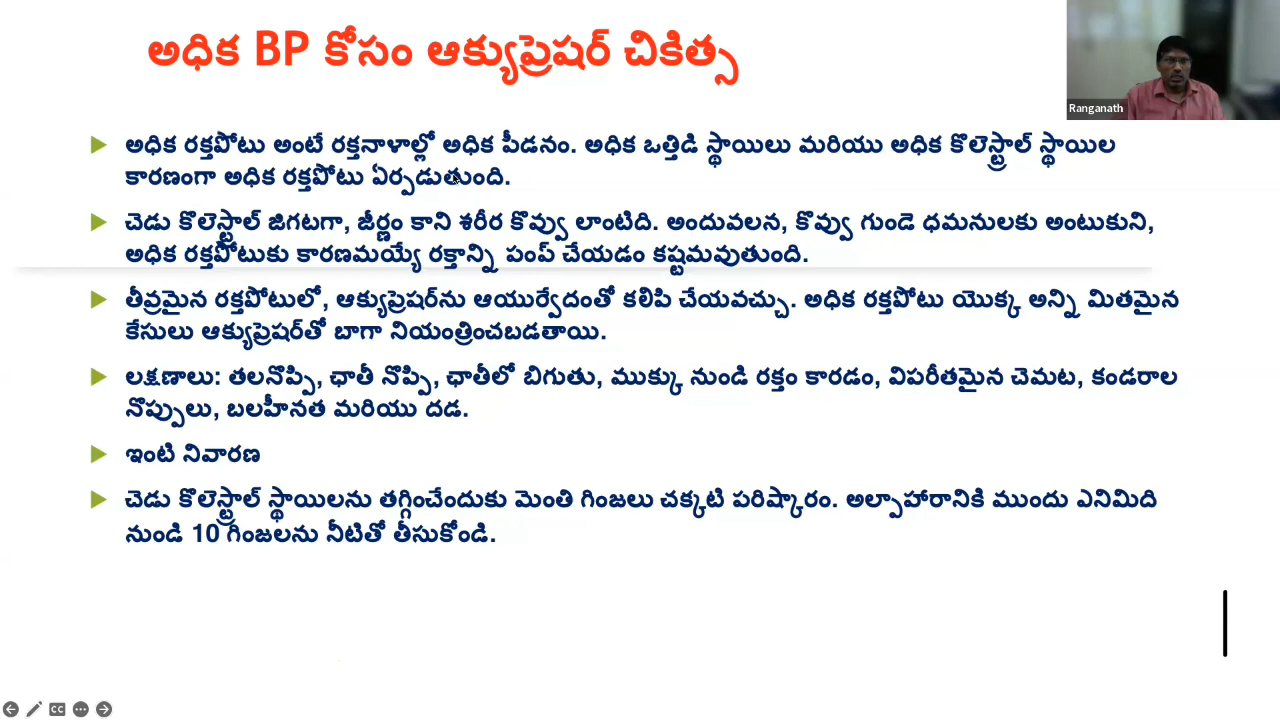 అధిక BP కోసం ఆక్యుప్రెషర్ చికిత్స
Ranganath
అధిక రక్తపోటు అంటే రక్తనాళాల్లో అధిక పీడనం. అధిక ఒత్తిడి స్థాయిలు మరియు అధిక కొలెస్ట్రాల్ స్థాయిల
కారణంగా అధిక రక్తపోటు ఏర్పడుతుంది.
చెడు కొలెస్ట్రాల్ జిగటగా, జీర్ణం కాని శరీర కొవ్వు లాంటిది. అందువలన, కొవ్వు గుండె ధమనులకు అంటుకుని,
అధిక రక్తపోటుకు కారణమయ్యే రక్తాన్ని పంప్ చేయడం కష్టమవుతుంది.
తీవ్రమైన రక్తపోటులో, ఆక్యుప్రెషర్‌ను ఆయుర్వేదంతో కలిపి చేయవచ్చు. అధిక రక్తపోటు యొక్క అన్ని మితమైన
కేసులు ఆక్యుప్రెషర్‌తో బాగా నియంత్రించబడతాయి.
లక్షణాలు: తలనొప్పి, ఛాతీ నొప్పి, ఛాతీలో బిగుతు, ముక్కు నుండి రక్తం కారడం, విపరీతమైన చెమట, కండరాల
నొప్పులు, బలహీనత మరియు దడ.
ఇంటి నివారణ
చెడు కొలెస్ట్రాల్ స్థాయిలను తగ్గించేందుకు మెంతి గింజలు చక్కటి పరిష్కారం. అల్పాహారానికి ముందు ఎనిమిది
నుండి 10 గింజలను నీటితో తీసుకోండి.
CC